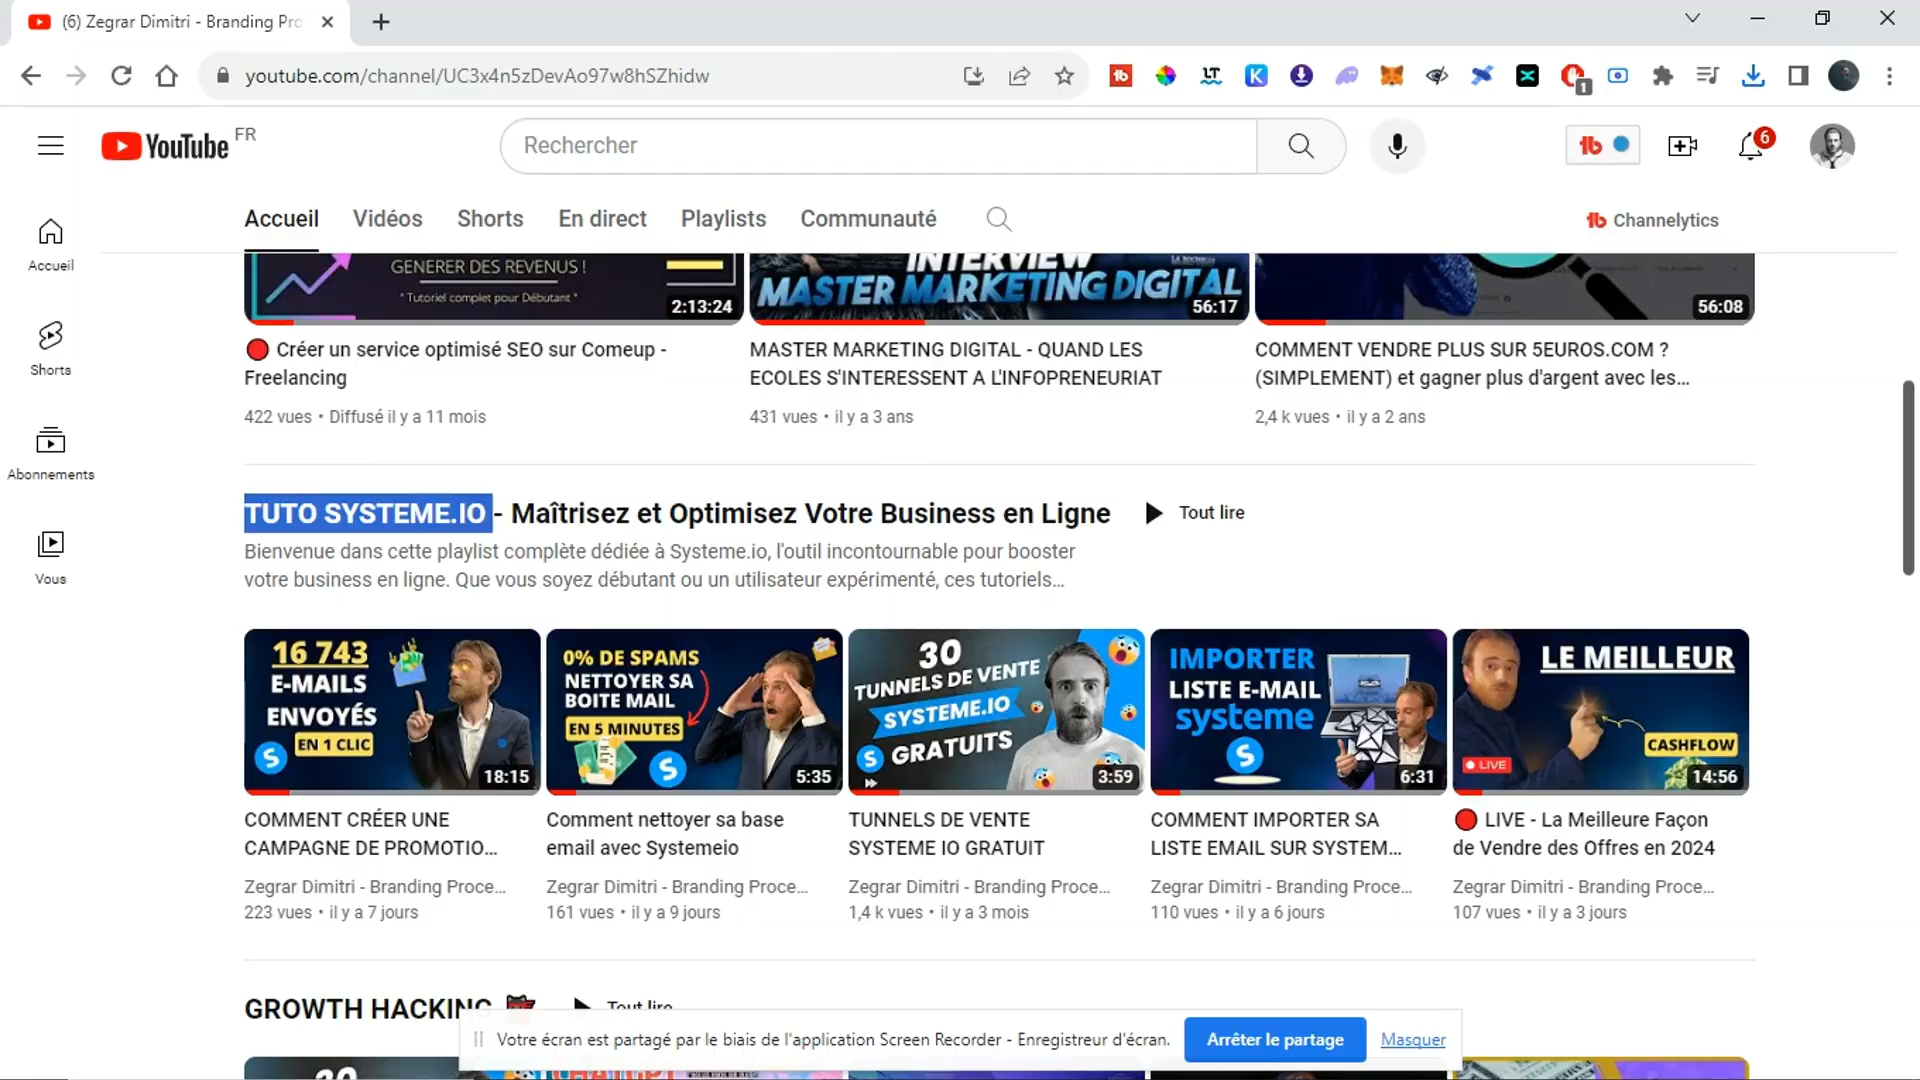 (6) Zegrar Dimitri - Branding Pro
youtube.com/channel/UC3x4n5zDevAo97w8hSZhidw
1
YouTube FR
Rechercher
6
Accueil
Vidéos
Shorts
En direct
Playlists
Communauté
Channelytics
Accueil
Shorts
Abonnements
Vous
GENERER DES REVENUS !
" Tutoriel complet pour Débutant "
2:13:24
INTERVIEW
MASTER MARKETING DIGITAL
56:17
56:08
Créer un service optimisé SEO sur Comeup -
Freelancing
422 vues • Diffusé il y a 11 mois
MASTER MARKETING DIGITAL - QUAND LES
ECOLES S'INTERESSENT A L'INFOPRENEURIAT
431 vues • il y a 3 ans
COMMENT VENDRE PLUS SUR 5EUROS.COM ?
(SIMPLEMENT) et gagner plus d'argent avec les...
2,4 k vues • il y a 2 ans
TUTO SYSTEME.IO - Maîtrisez et Optimisez Votre Business en Ligne
Tout lire
Bienvenue dans cette playlist complète dédiée à Systeme.io, l'outil incontournable pour booster
votre business en ligne. Que vous soyez débutant ou un utilisateur expérimenté, ces tutoriels...
16 743
E-MAILS
ENVOYÉS
EN 1 CLIC
18:15
0% DE SPAMS
NETTOYER SA
BOITE MAIL
EN 5 MINUTES
5:35
30
TUNNELS DE VENTE
SYSTEME.IO
GRATUITS
3:59
IMPORTER
LISTE E-MAIL
systeme
6:31
LE MEILLEUR
CASHFLOW
LIVE
14:56
COMMENT CRÉER UNE
CAMPAGNE DE PROMOTIO...
Zegrar Dimitri - Branding Proce...
223 vues • il y a 7 jours
Comment nettoyer sa base
email avec Systemeio
Zegrar Dimitri - Branding Proce...
161 vues • il y a 9 jours
TUNNELS DE VENTE
SYSTEME IO GRATUIT
Zegrar Dimitri - Branding Proce...
1,4 k vues • il y a 3 mois
COMMENT IMPORTER SA
LISTE EMAIL SUR SYSTEM...
Zegrar Dimitri - Branding Proce...
110 vues • il y a 6 jours
LIVE - La Meilleure Façon
de Vendre des Offres en 2024
Zegrar Dimitri - Branding Proce...
107 vues • il y a 3 jours
GROWTH HACKING
Tout lire
Votre écran est partagé par le biais de l'application Screen Recorder - Enregistreur d'écran.
Arrêter le partage
Masquer
30
CHATGPT